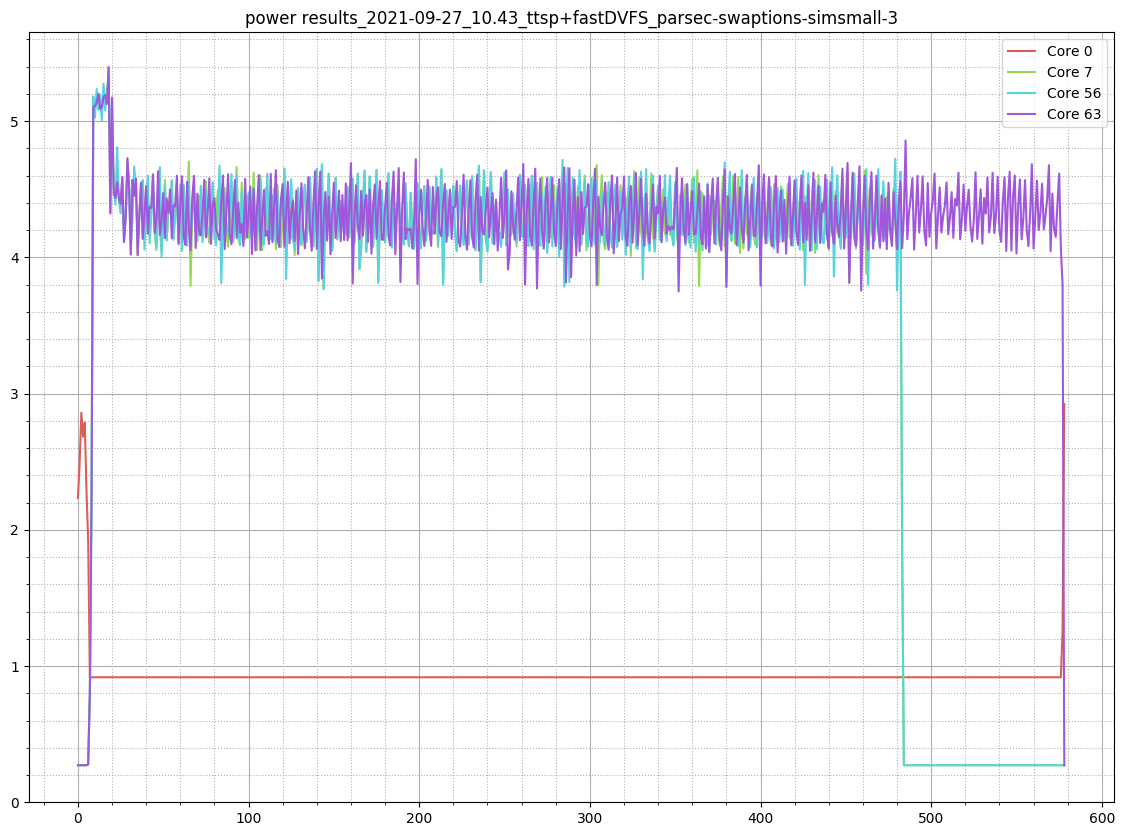 power results_2021-09-27_10.43_ttsp+fastDVFS_parsec-swaptions-simsmall-3
Core 0
Core 7
Core 56
Core 63
5
4
3
2
1
0
0 100 200 300 400 500 600